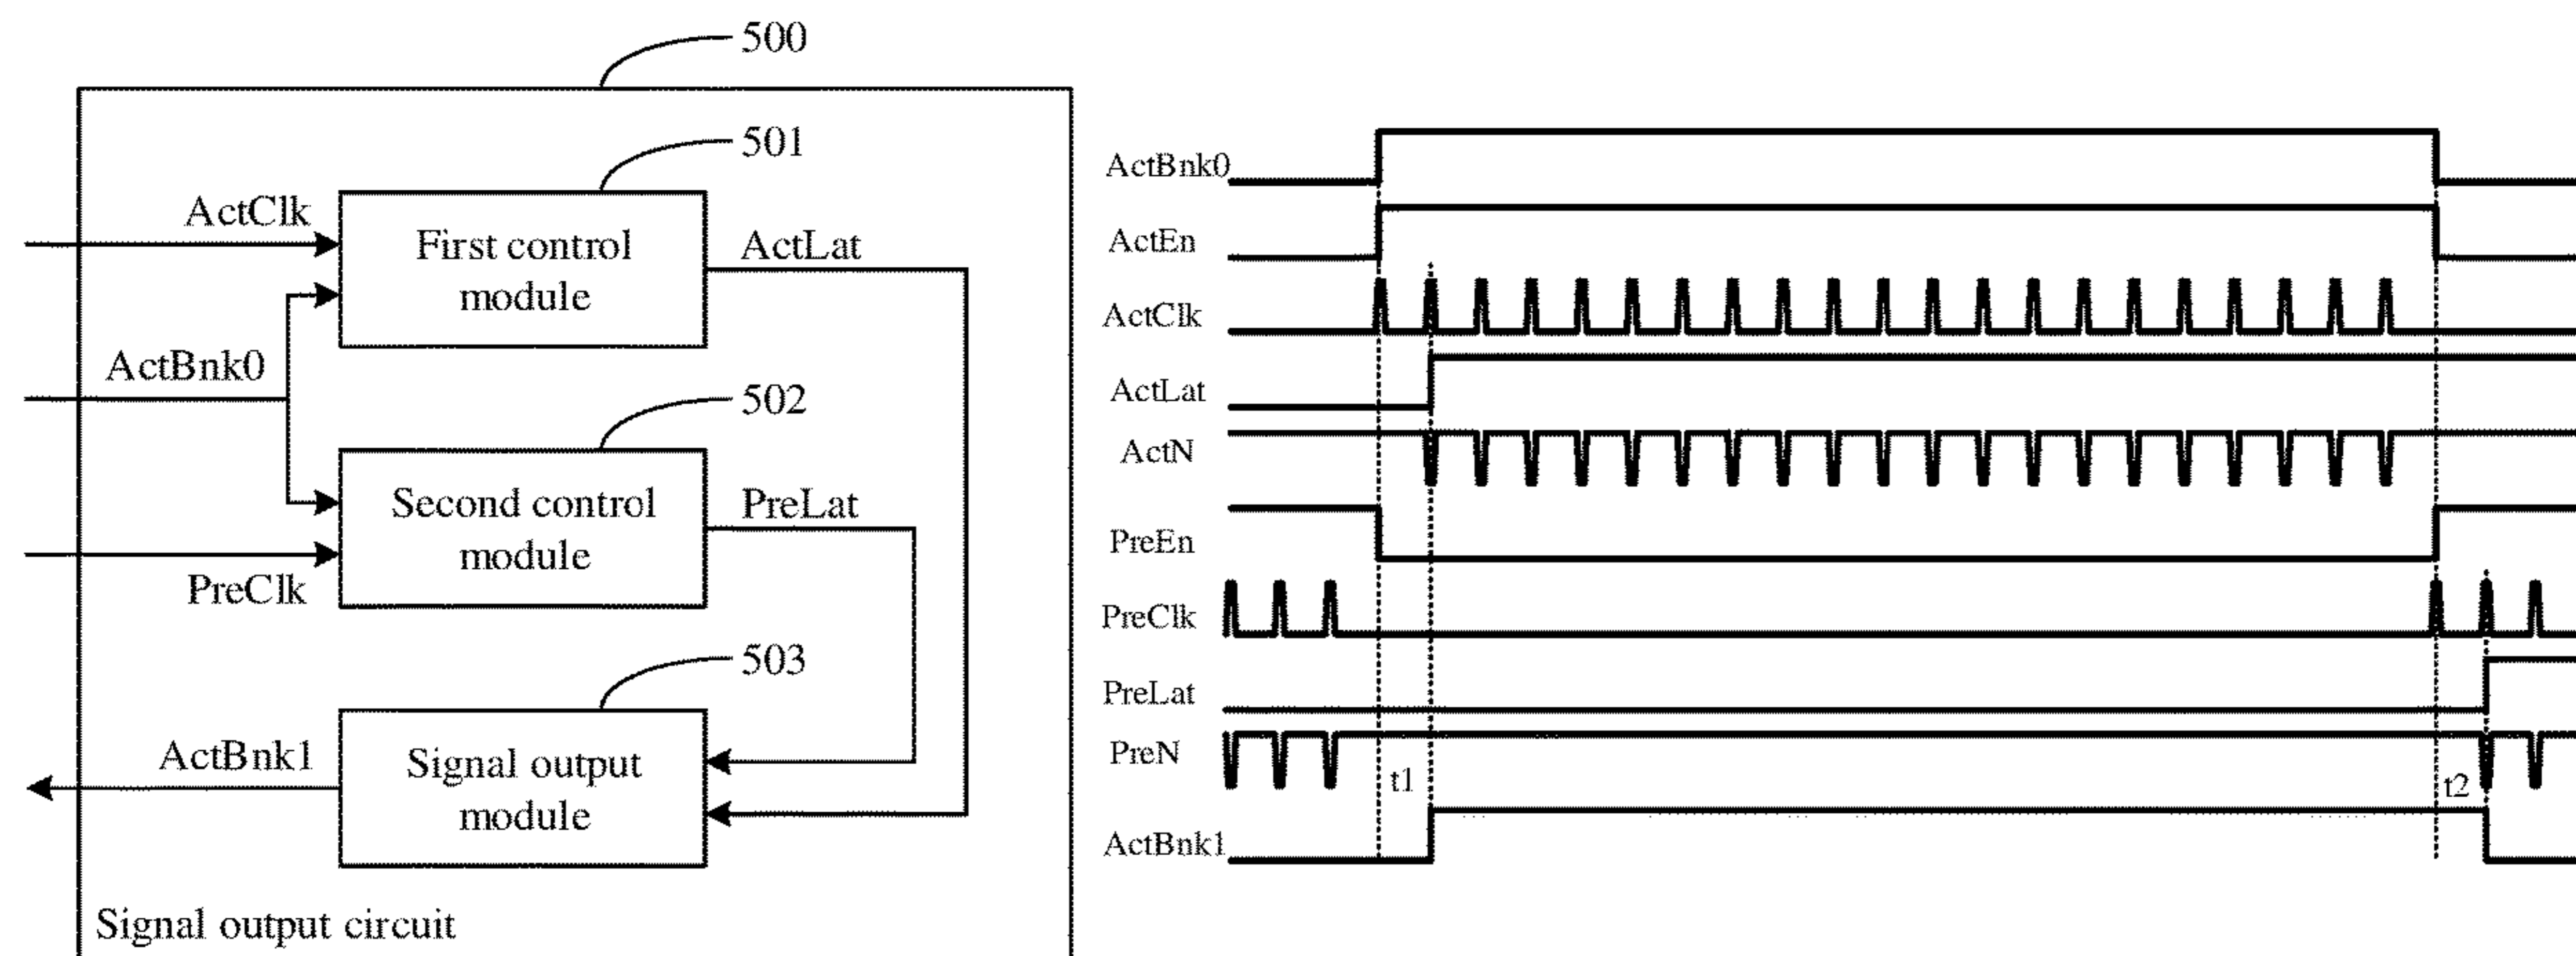 500
501
ActClk
First control
module
ActLat
ActBnk0
502
Second control
module
PreLat
PreClk
503
ActBnk1
Signal output
module
Signal output circuit
ActBnk0
ActEn
ActClk
ActLat
ActN
PreEn
PreClk
PreLat
PreN
t1
t2
ActBnk1